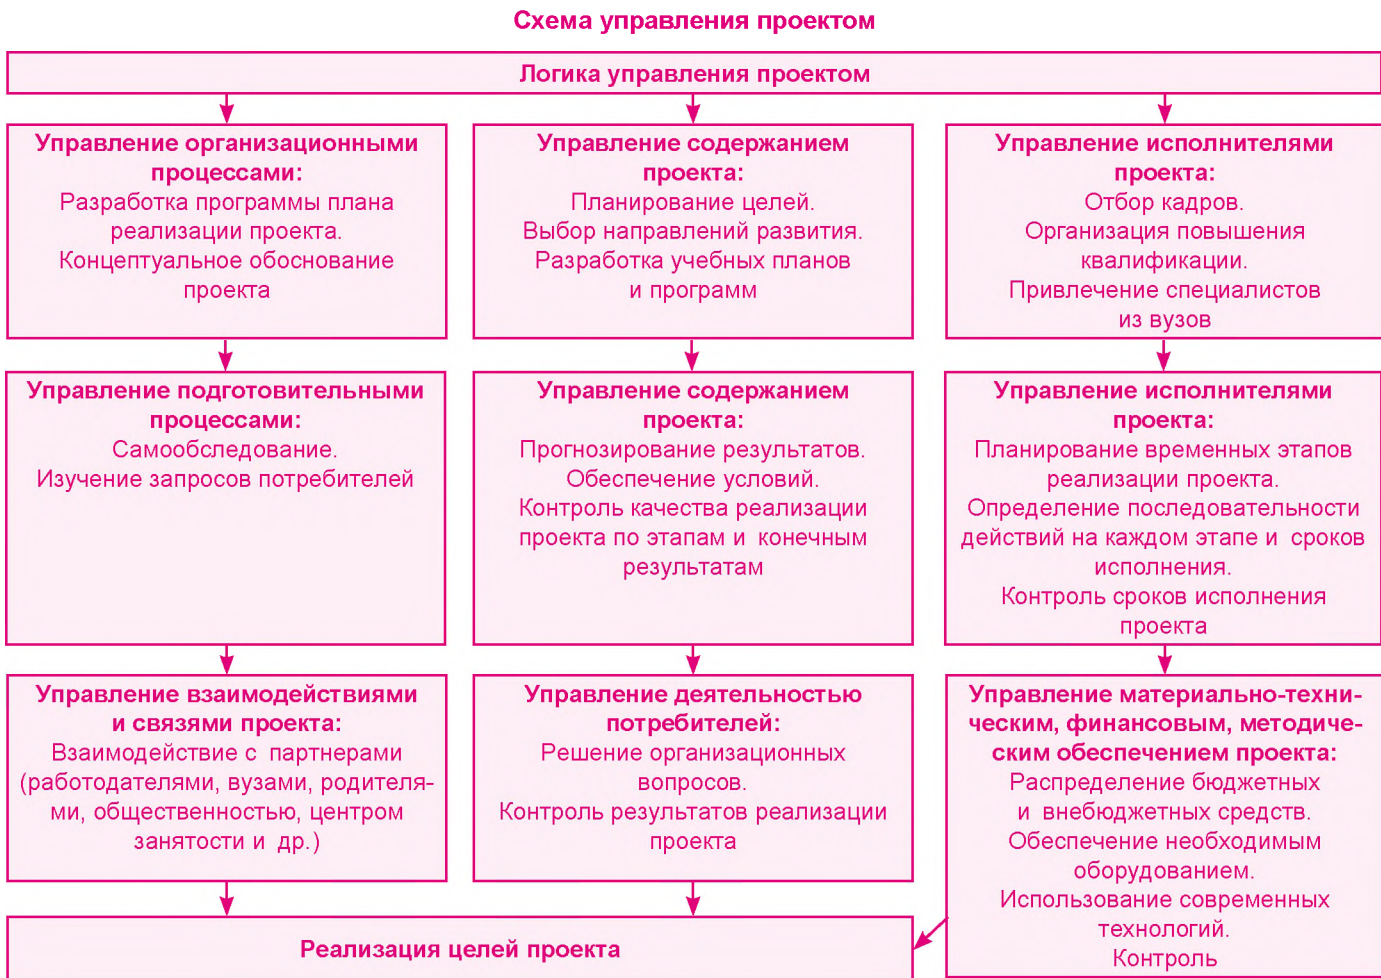 Схема управления проектом
Логика управления проектом
Управление организационными
процессами:
Разработка программы плана
реализации проекта.
Концептуальное обоснование
проекта
Управление содержанием
проекта:
Планирование целей.
Выбор направлений развития.
Разработка учебных планов
и программ
Управление исполнителями
проекта:
Отбор кадров.
Организация повышения
квалификации.
Привлечение специалистов
из вузов
Управление подготовительными
процессами:
Самообследование.
Изучение запросов потребителей
Управление содержанием
проекта:
Прогнозирование результатов.
Обеспечение условий.
Контроль качества реализации
проекта по этапам и конечным
результатам
Управление исполнителями
проекта:
Планирование временных этапов
реализации проекта.
Определение последовательности
действий на каждом этапе и сроков
исполнения.
Контроль сроков исполнения
проекта
Управление взаимодействиями
и связями проекта:
Взаимодействие с партнерами
(работодателями, вузами, родителя-
ми, общественностью, центром
занятости и др.)
Управление деятельностью
потребителей:
Решение организационных
вопросов.
Контроль результатов реализации
проекта
Управление материально-техни-
ческим, финансовым, методиче-
ским обеспечением проекта:
Распределение бюджетных
и внебюджетных средств.
Обеспечение необходимым
оборудованием.
Использование современных
технологий.
Контроль
Реализация целей проекта